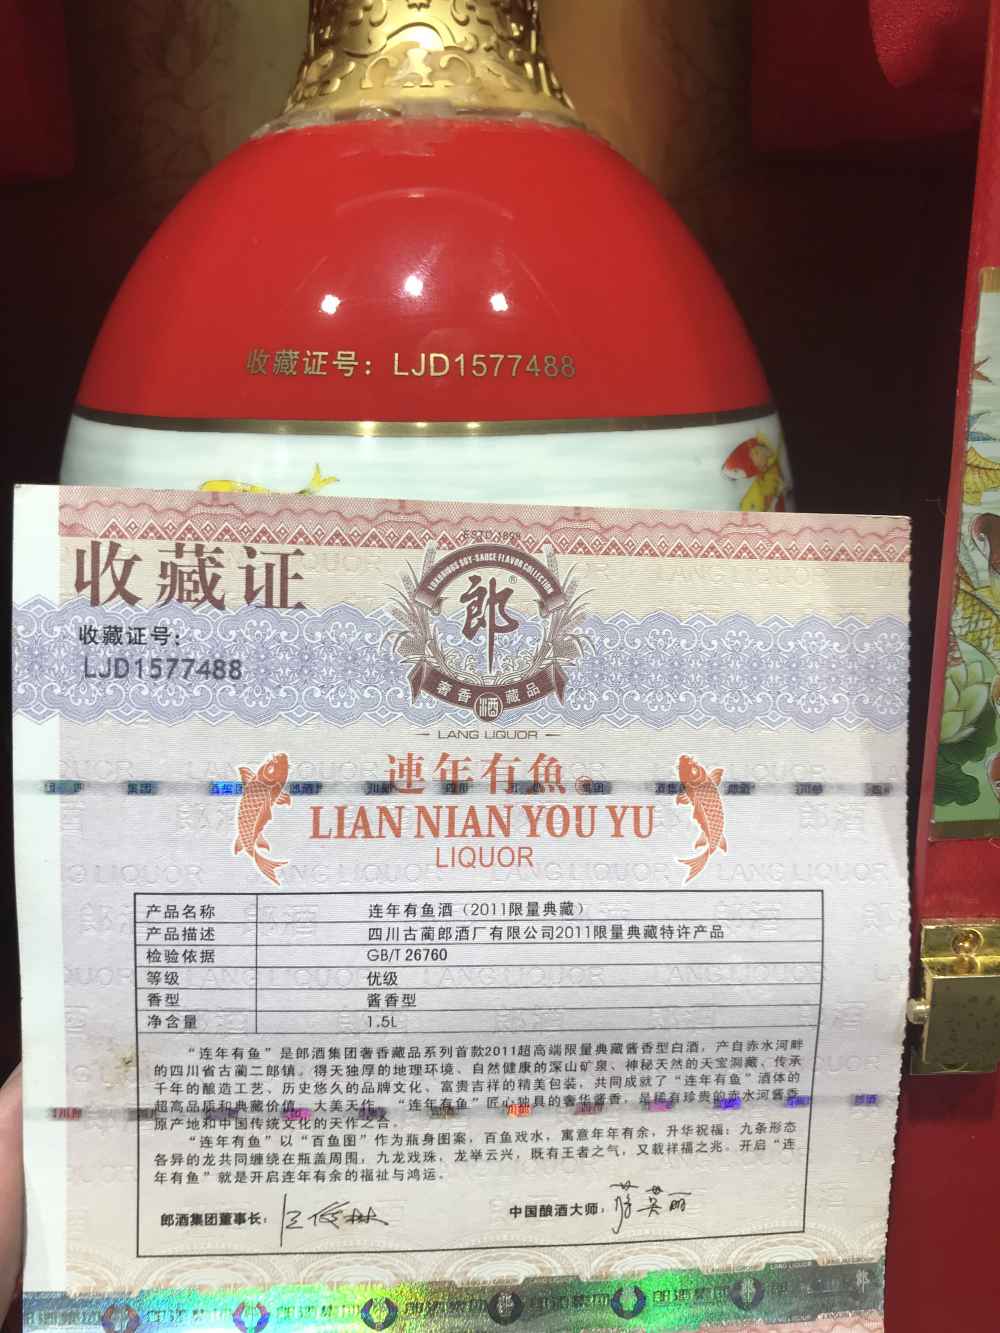 收藏证号：LJD1577488
收藏证
收藏证号：
LJD1577488
ESTD 1898
LUXURIOUS SOY-SAUCE FLAVOR COLLECTION
郎®
奢香 酒 藏品
LANG LIQUOR
連年有魚®
LIAN NIAN YOU YU
LIQUOR
产品名称 连年有鱼酒（2011限量典藏）
产品描述 四川古蔺郎酒厂有限公司2011限量典藏特许产品
检验依据 GB/T 26760
等级 优级
香型 酱香型
净含量 1.5L
“连年有鱼”是郎酒集团奢香藏品系列首款2011超高端限量典藏酱香型白酒，产自赤水河畔
的四川省古蔺二郎镇。得天独厚的地理环境、自然健康的深山矿泉、神秘天然的天宝洞藏、传承
千年的酿造工艺、历史悠久的品牌文化、富贵吉祥的精美包装，共同成就了“连年有鱼”酒体的
超高品质和典藏价值。大美天作，“连年有鱼”匠心独具的奢华酱香，是稀有珍贵的赤水河酱香
原产地和中国传统文化的天作之合。
“连年有鱼”以“百鱼图”作为瓶身图案，百鱼戏水，寓意年年有余，升华祝福；九条形态
各异的龙共同缠绕在瓶盖周围，九龙戏珠，龙举云兴，既有王者之气，又载祥福之兆。开启“连
年有鱼”就是开启连年有余的福祉与鸿运。
郎酒集团董事长： 中国酿酒大师：